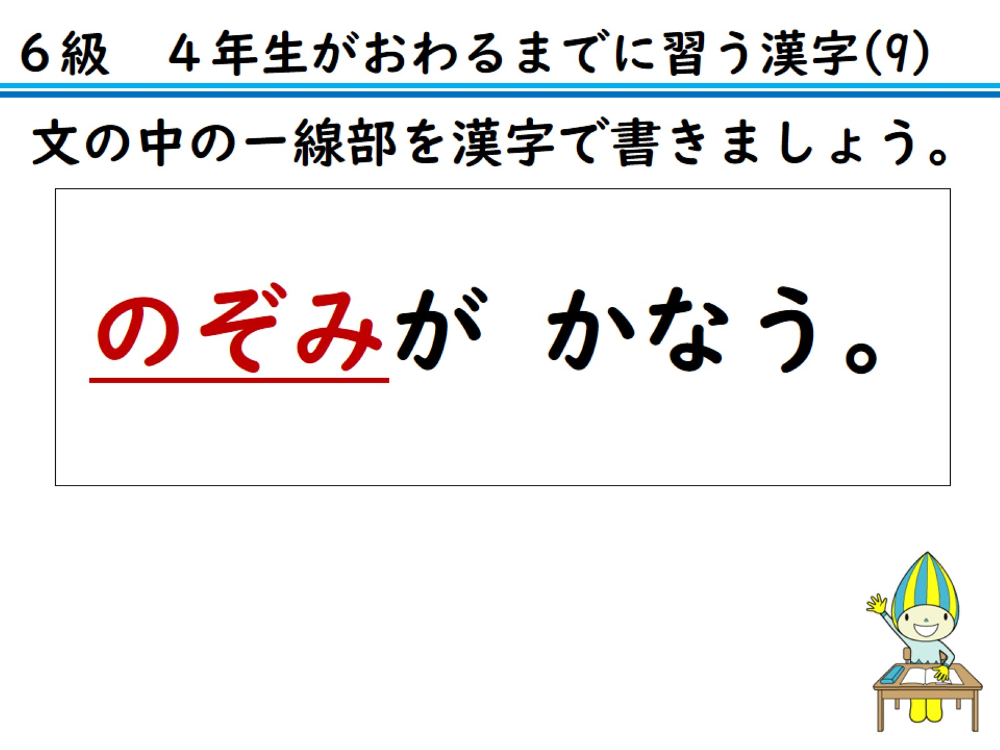 ６級　４年生がおわるまでに習う漢字(9)
文の中の―線部を漢字で書きましょう。
のぞみが かなう。